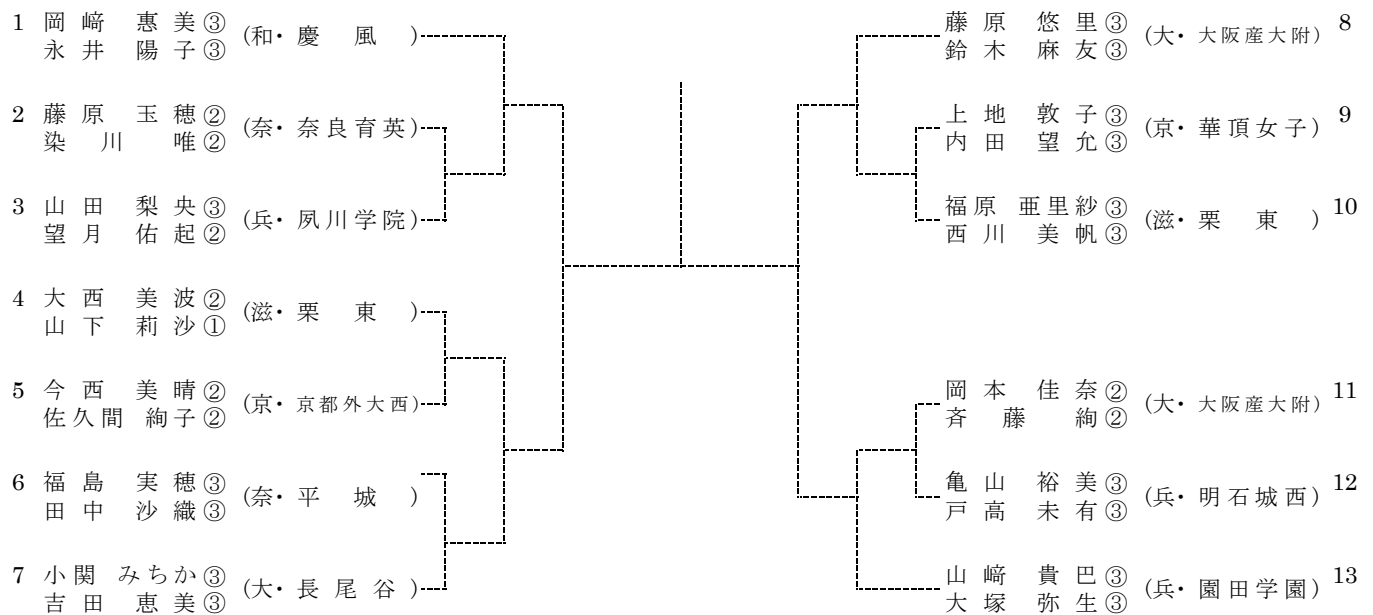 1 岡﨑 惠美③ (和・慶風)
永井 陽子③
2 藤原 玉穂② (奈・奈良育英)
染川 唯②
3 山田 梨央③ (兵・夙川学院)
望月 佑起②
4 大西 美波② (滋・栗東)
山下 莉沙①
5 今西 美晴② (京・京都外大西)
佐久間 絢子②
6 福島 実穂③ (奈・平城)
田中 沙織③
7 小関 みちか③ (大・長尾谷)
吉田 恵美③
藤原 悠里③ (大・大阪産大附) 8
鈴木 麻友③
上地 敦子③ (京・華頂女子) 9
内田 望允③
福原 亜里紗③ (滋・栗東) 10
西川 美帆③
岡本 佳奈② (大・大阪産大附) 11
斉藤 絢②
亀山 裕美③ (兵・明石城西) 12
戸高 未有③
山﨑 貴巴③ (兵・園田学園) 13
大塚 弥生③